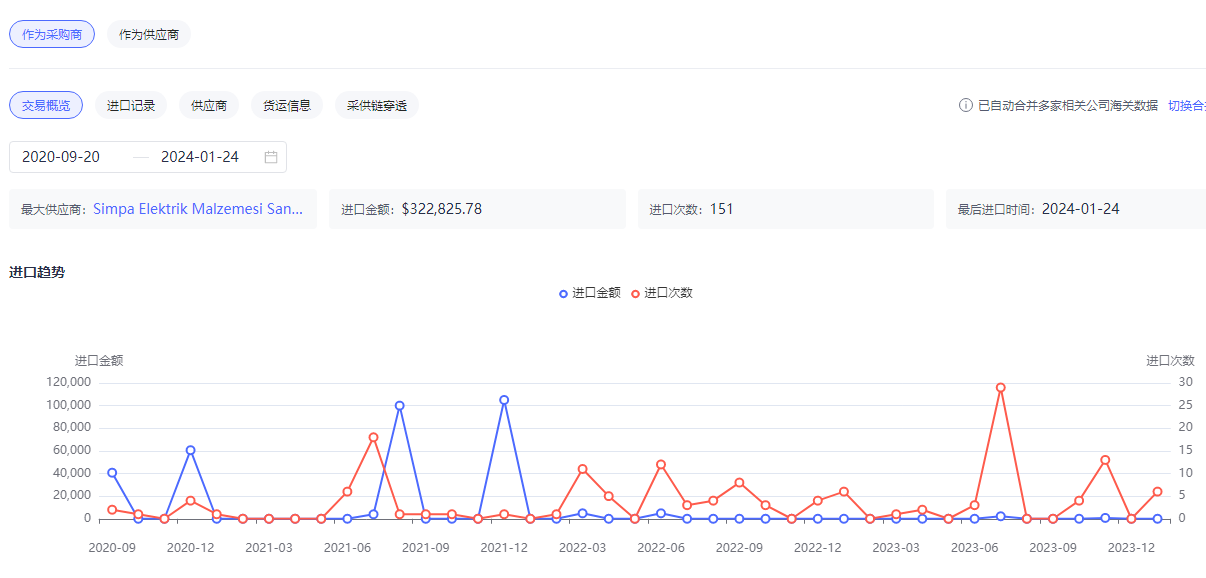 作为采购商 作为供应商
交易概览 进口记录 供应商 货运信息 采供链穿透 已自动合并多家相关公司海关数据 切换合
2020-09-20 — 2024-01-24
最大供应商：Simpa Elektrik Malzemesi San... 进口金额：$322,825.78 进口次数：151 最后进口时间：2024-01-24
进口趋势
进口金额 进口次数
进口金额 进口次数
120,000 30
100,000 25
80,000 20
60,000 15
40,000 10
20,000 5
0 0
2020-09 2020-12 2021-03 2021-06 2021-09 2021-12 2022-03 2022-06 2022-09 2022-12 2023-03 2023-06 2023-09 2023-12